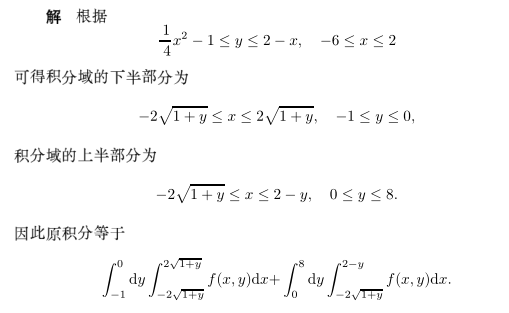 解 根据
\frac{1}{4}x^2 - 1 \le y \le 2 - x, \quad -6 \le x \le 2
可得积分域的下半部分为
-2\sqrt{1+y} \le x \le 2\sqrt{1+y}, \quad -1 \le y \le 0,
积分域的上半部分为
-2\sqrt{1+y} \le x \le 2 - y, \quad 0 \le y \le 8.
因此原积分等于
\int_{-1}^{0} \mathrm{d}y \int_{-2\sqrt{1+y}}^{2\sqrt{1+y}} f(x, y)\mathrm{d}x + \int_{0}^{8} \mathrm{d}y \int_{-2\sqrt{1+y}}^{2-y} f(x, y)\mathrm{d}x.